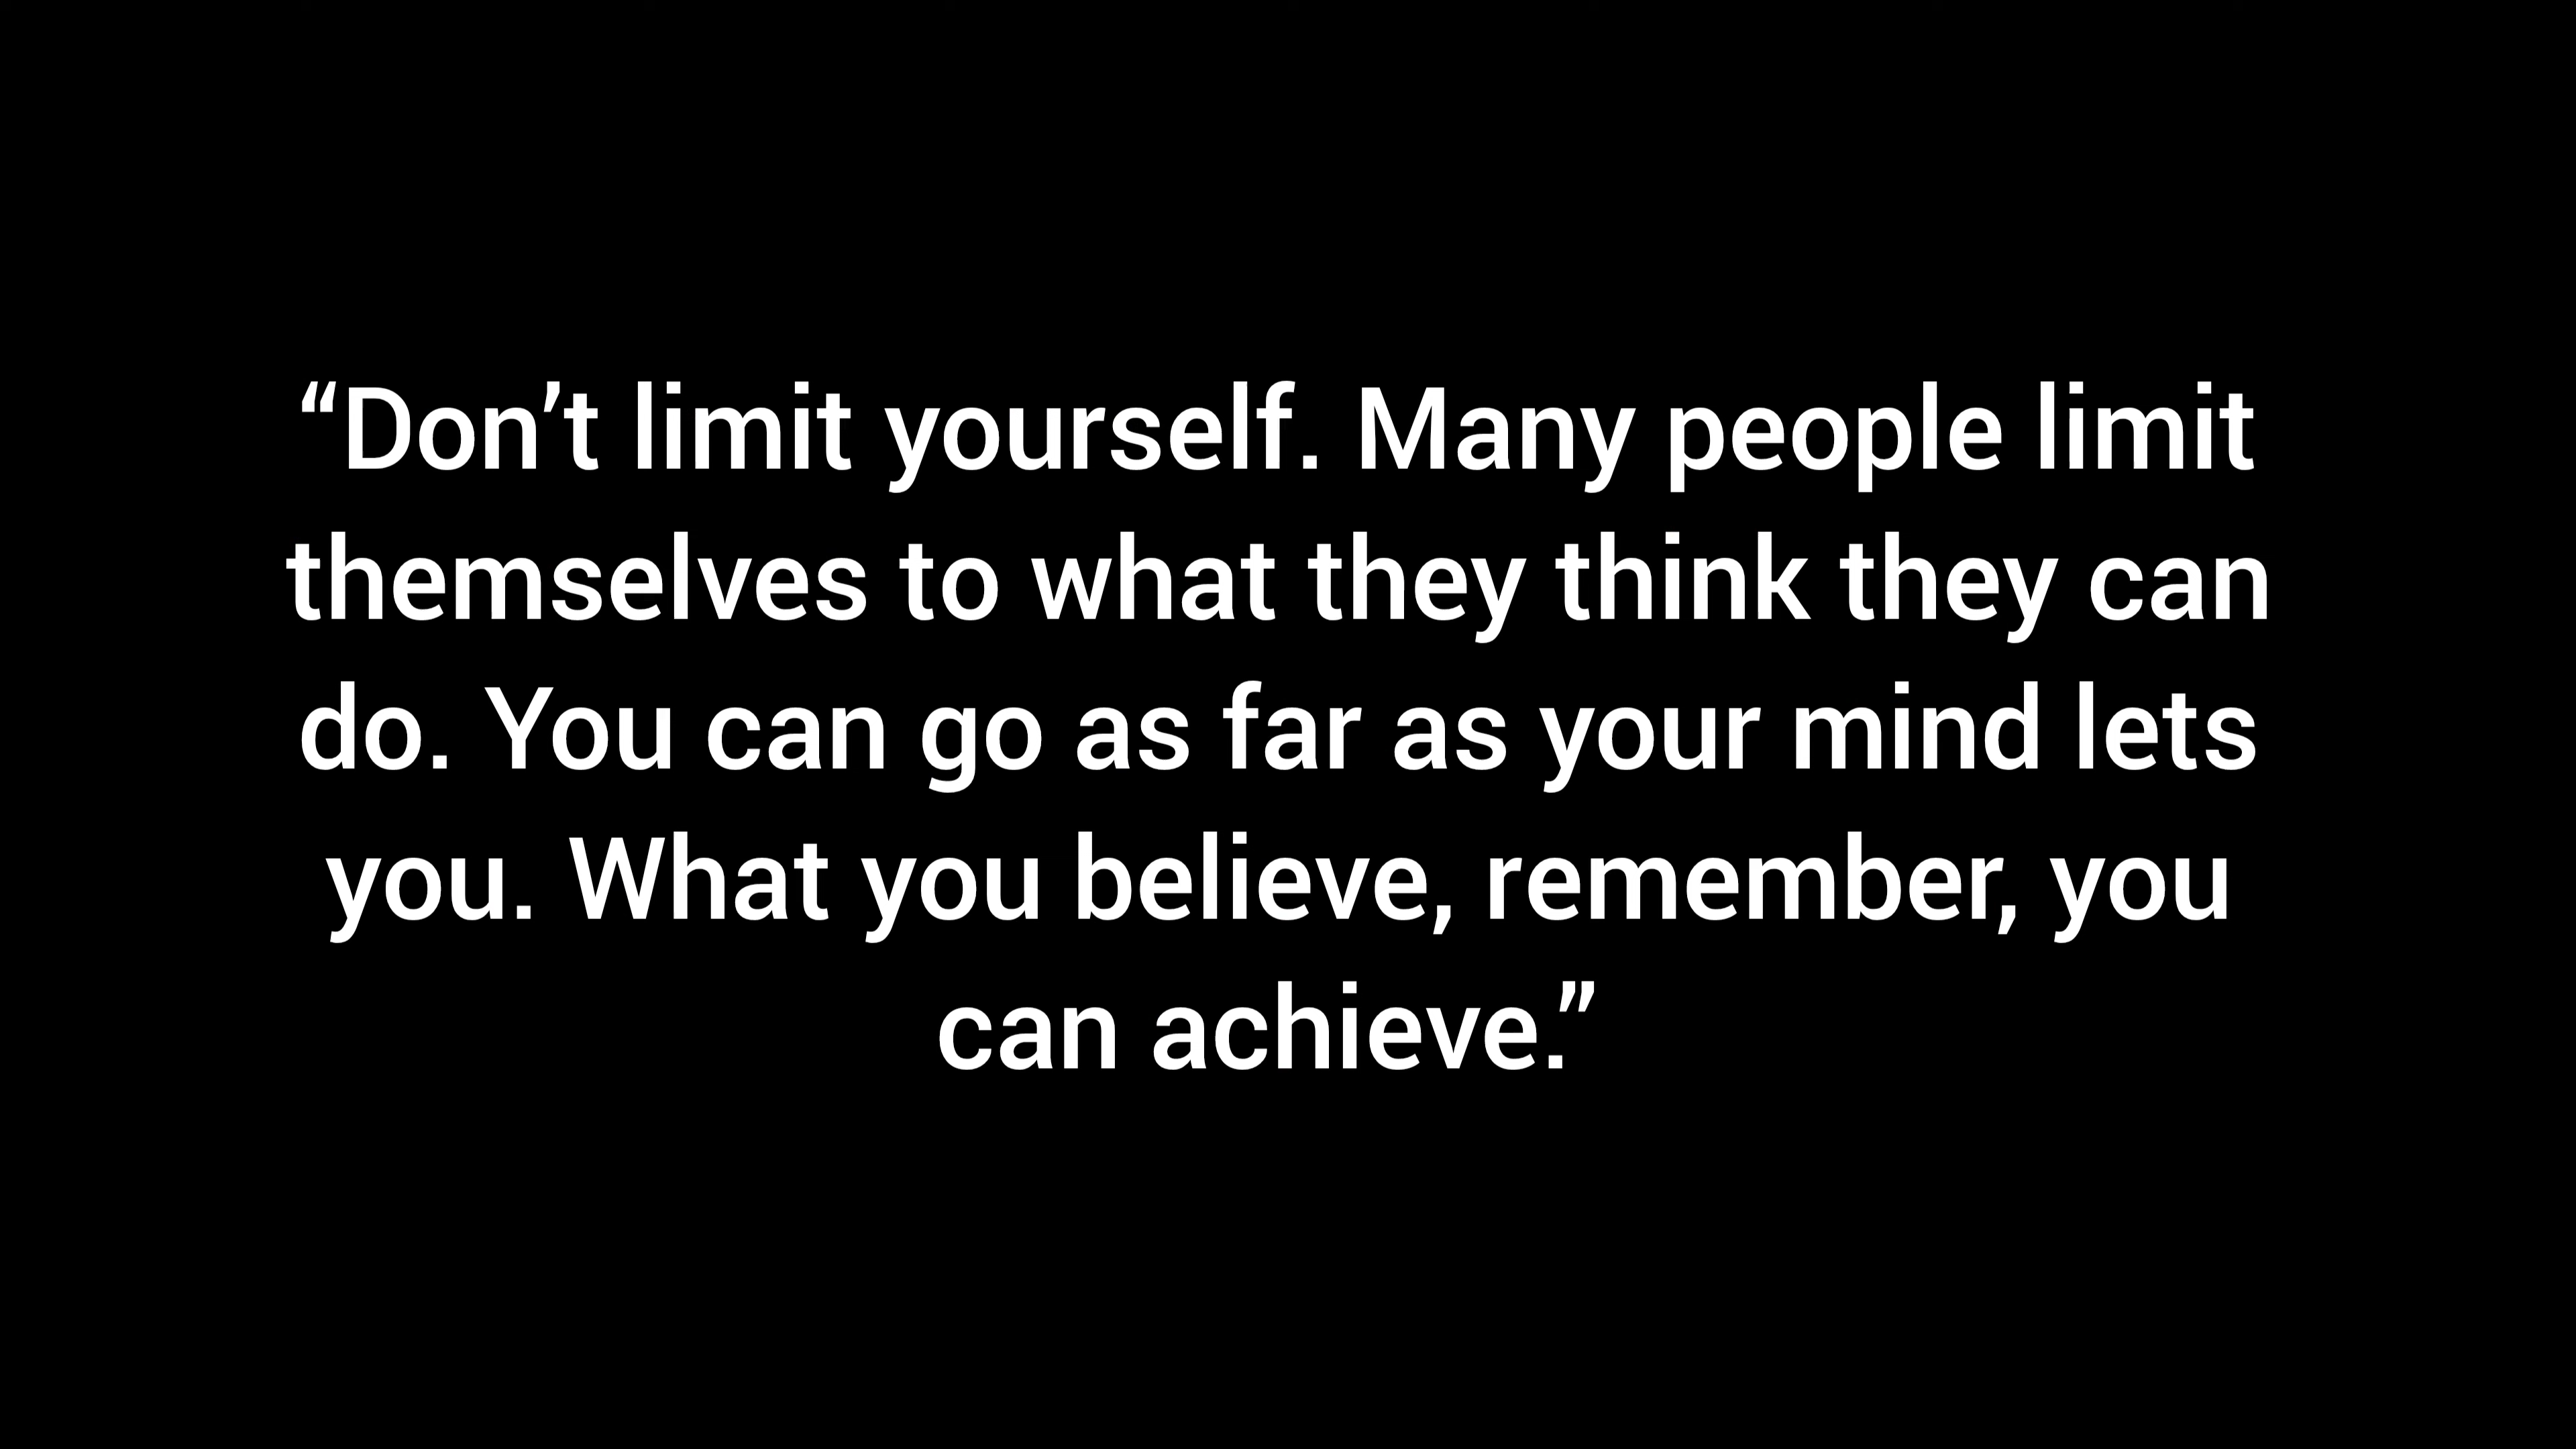 “Don’t limit yourself. Many people limit
themselves to what they think they can
do. You can go as far as your mind lets
you. What you believe, remember, you
can achieve.”